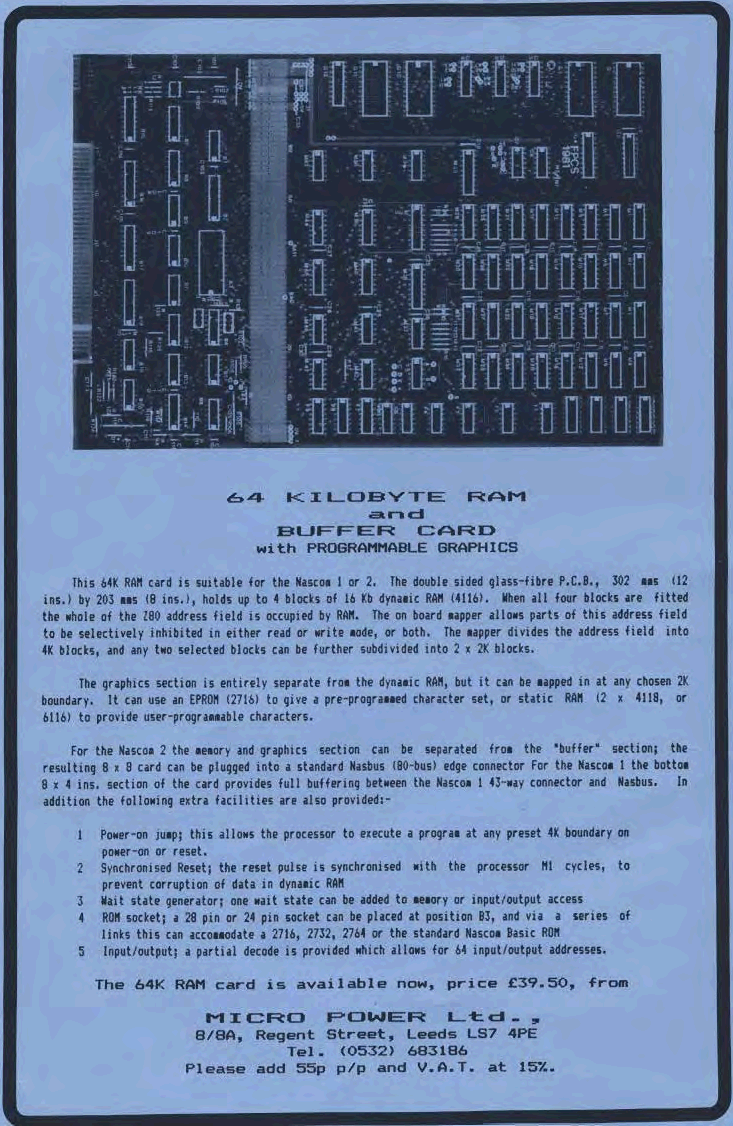 EPCS
1981
64 KILOBYTE RAM
and
BUFFER CARD
with PROGRAMMABLE GRAPHICS
This 64K RAM card is suitable for the Nascom 1 or 2. The double sided glass-fibre P.C.B., 302 mms (12
ins.) by 203 mms (8 ins.), holds up to 4 blocks of 16 Kb dynamic RAM (4116). When all four blocks are fitted
the whole of the Z80 address field is occupied by RAM. The on board mapper allows parts of this address field
to be selectively inhibited in either read or write mode, or both. The mapper divides the address field into
4K blocks, and any two selected blocks can be further subdivided into 2 x 2K blocks.
The graphics section is entirely separate from the dynamic RAM, but it can be mapped in at any chosen 2K
boundary. It can use an EPROM (2716) to give a pre-programmed character set, or static RAM (2 x 4118, or
6116) to provide user-programmable characters.
For the Nascom 2 the memory and graphics section can be separated from the "buffer" section; the
resulting 8 x 8 card can be plugged into a standard Nasbus (80-bus) edge connector For the Nascom 1 the bottom
8 x 4 ins. section of the card provides full buffering between the Nascom 1 43-way connector and Nasbus. In
addition the following extra facilities are also provided:-
1 Power-on jump; this allows the processor to execute a program at any preset 4K boundary on
power-on or reset.
2 Synchronised Reset; the reset pulse is synchronised with the processor M1 cycles, to
prevent corruption of data in dynamic RAM
3 Wait state generator; one wait state can be added to memory or input/output access
4 ROM socket; a 28 pin or 24 pin socket can be placed at position B3, and via a series of
links this can accommodate a 2716, 2732, 2764 or the standard Nascom Basic ROM
5 Input/output; a partial decode is provided which allows for 64 input/output addresses.
The 64K RAM card is available now, price £39.50, from
MICRO POWER Ltd.,
8/8A, Regent Street, Leeds LS7 4PE
Tel. (0532) 683186
Please add 55p p/p and V.A.T. at 15%.